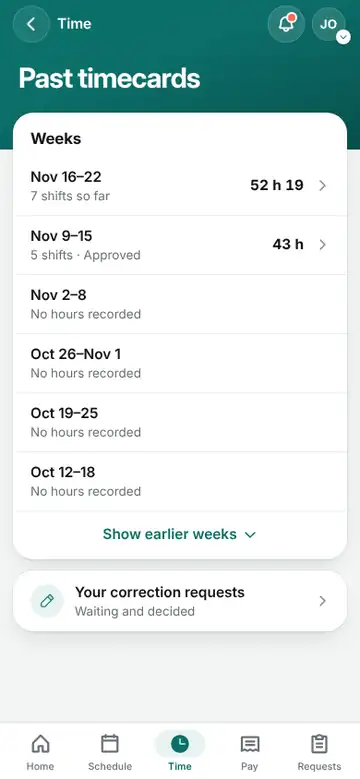 Time
JO
Past timecards
Weeks
Nov 16–22
7 shifts so far
52 h 19
Nov 9–15
5 shifts · Approved
43 h
Nov 2–8
No hours recorded
Oct 26–Nov 1
No hours recorded
Oct 19–25
No hours recorded
Oct 12–18
No hours recorded
Show earlier weeks
Your correction requests
Waiting and decided
Home
Schedule
Time
Pay
Requests